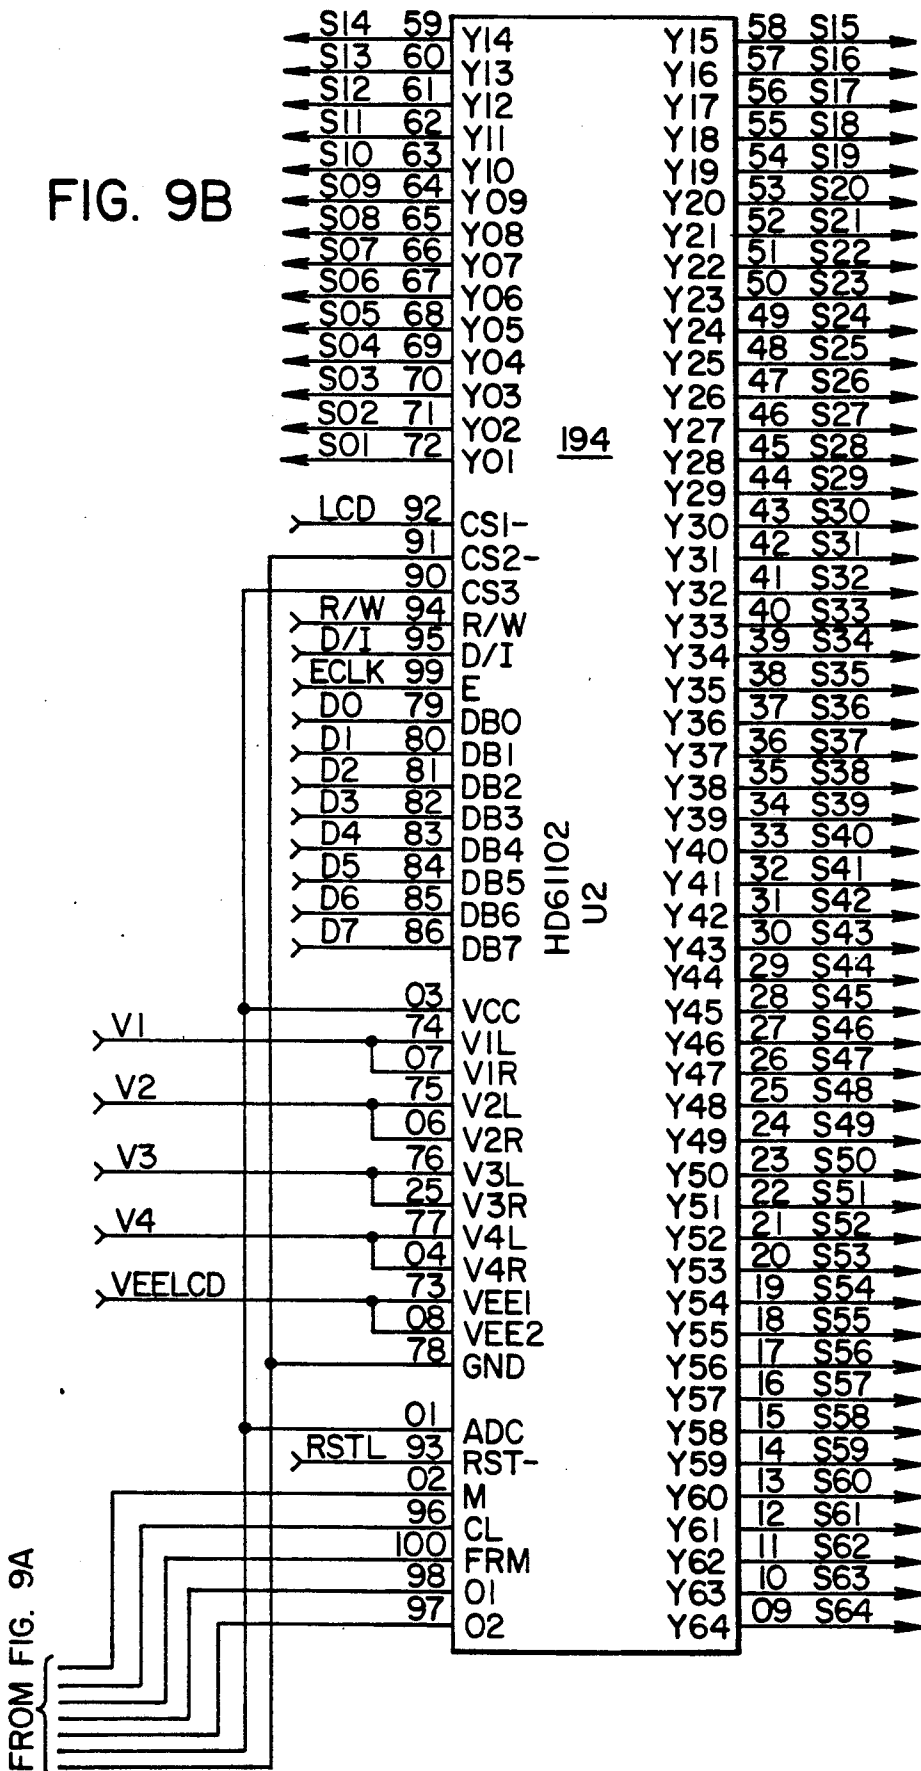 FIG. 9B
S14 59 Y14 Y15 58 S15
S13 60 Y13 Y16 57 S16
S12 61 Y12 Y17 56 S17
S11 62 Y11 Y18 55 S18
S10 63 Y10 Y19 54 S19
S09 64 Y09 Y20 53 S20
S08 65 Y08 Y21 52 S21
S07 66 Y07 Y22 51 S22
S06 67 Y06 Y23 50 S23
S05 68 Y05 Y24 49 S24
S04 69 Y04 Y25 48 S25
S03 70 Y03 Y26 47 S26
S02 71 Y02 Y27 46 S27
S01 72 Y01 Y28 45 S28
194
Y29 44 S29
LCD 92 CS1- Y30 43 S30
91 CS2- Y31 42 S31
90 CS3 Y32 41 S32
R/W 94 R/W Y33 40 S33
D/I 95 D/I Y34 39 S34
ECLK 99 E Y35 38 S35
D0 79 DB0 Y36 37 S36
D1 80 DB1 Y37 36 S37
D2 81 DB2 Y38 35 S38
D3 82 DB3 Y39 34 S39
D4 83 DB4 Y40 33 S40
D5 84 DB5 Y41 32 S41
D6 85 DB6 Y42 31 S42
D7 86 DB7 Y43 30 S43
HD61102
U2
Y44 29 S44
03 VCC Y45 28 S45
V1 74 V1L Y46 27 S46
07 V1R Y47 26 S47
V2 75 V2L Y48 25 S48
06 V2R Y49 24 S49
V3 76 V3L Y50 23 S50
25 V3R Y51 22 S51
V4 77 V4L Y52 21 S52
04 V4R Y53 20 S53
VEELCD 73 VEE1 Y54 19 S54
08 VEE2 Y55 18 S55
78 GND Y56 17 S56
Y57 16 S57
01 ADC Y58 15 S58
RSTL 93 RST- Y59 14 S59
02 M Y60 13 S60
96 CL Y61 12 S61
100 FRM Y62 11 S62
98 O1 Y63 10 S63
97 O2 Y64 09 S64
FROM FIG. 9A